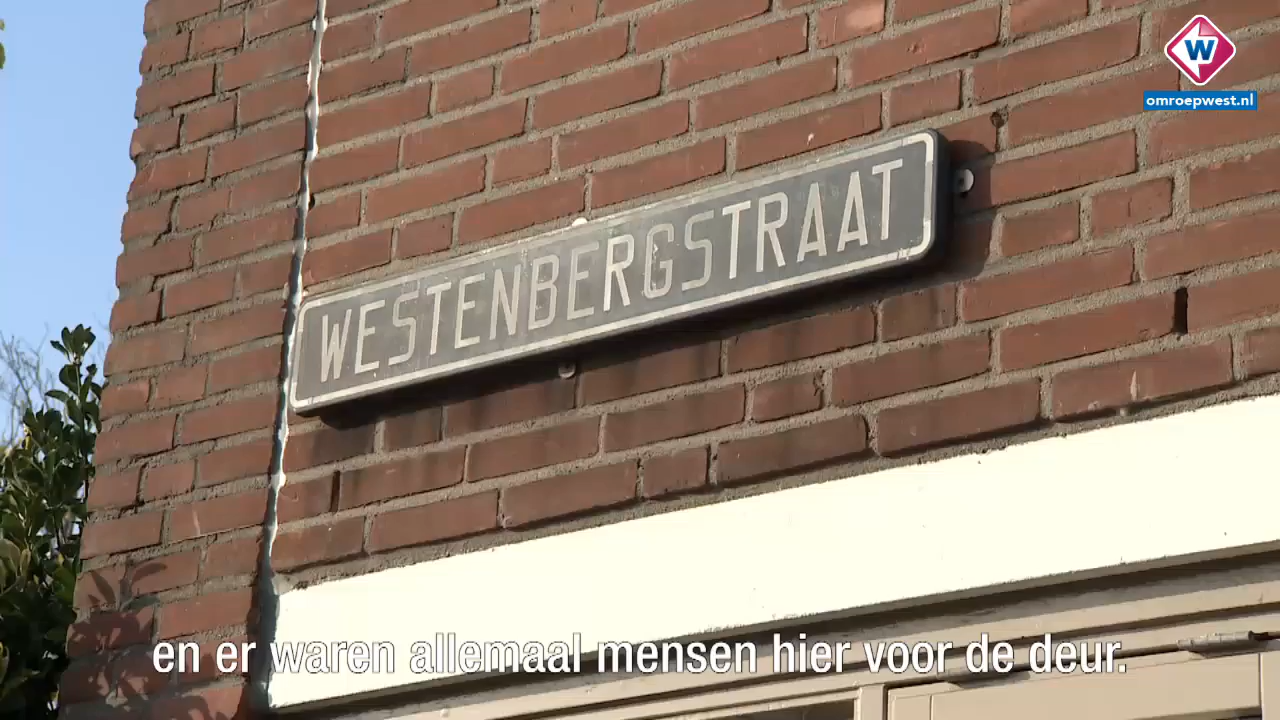 W
omroepwest.nl
WESTENBERGSTRAAT
en er waren allemaal mensen hier voor de deur.